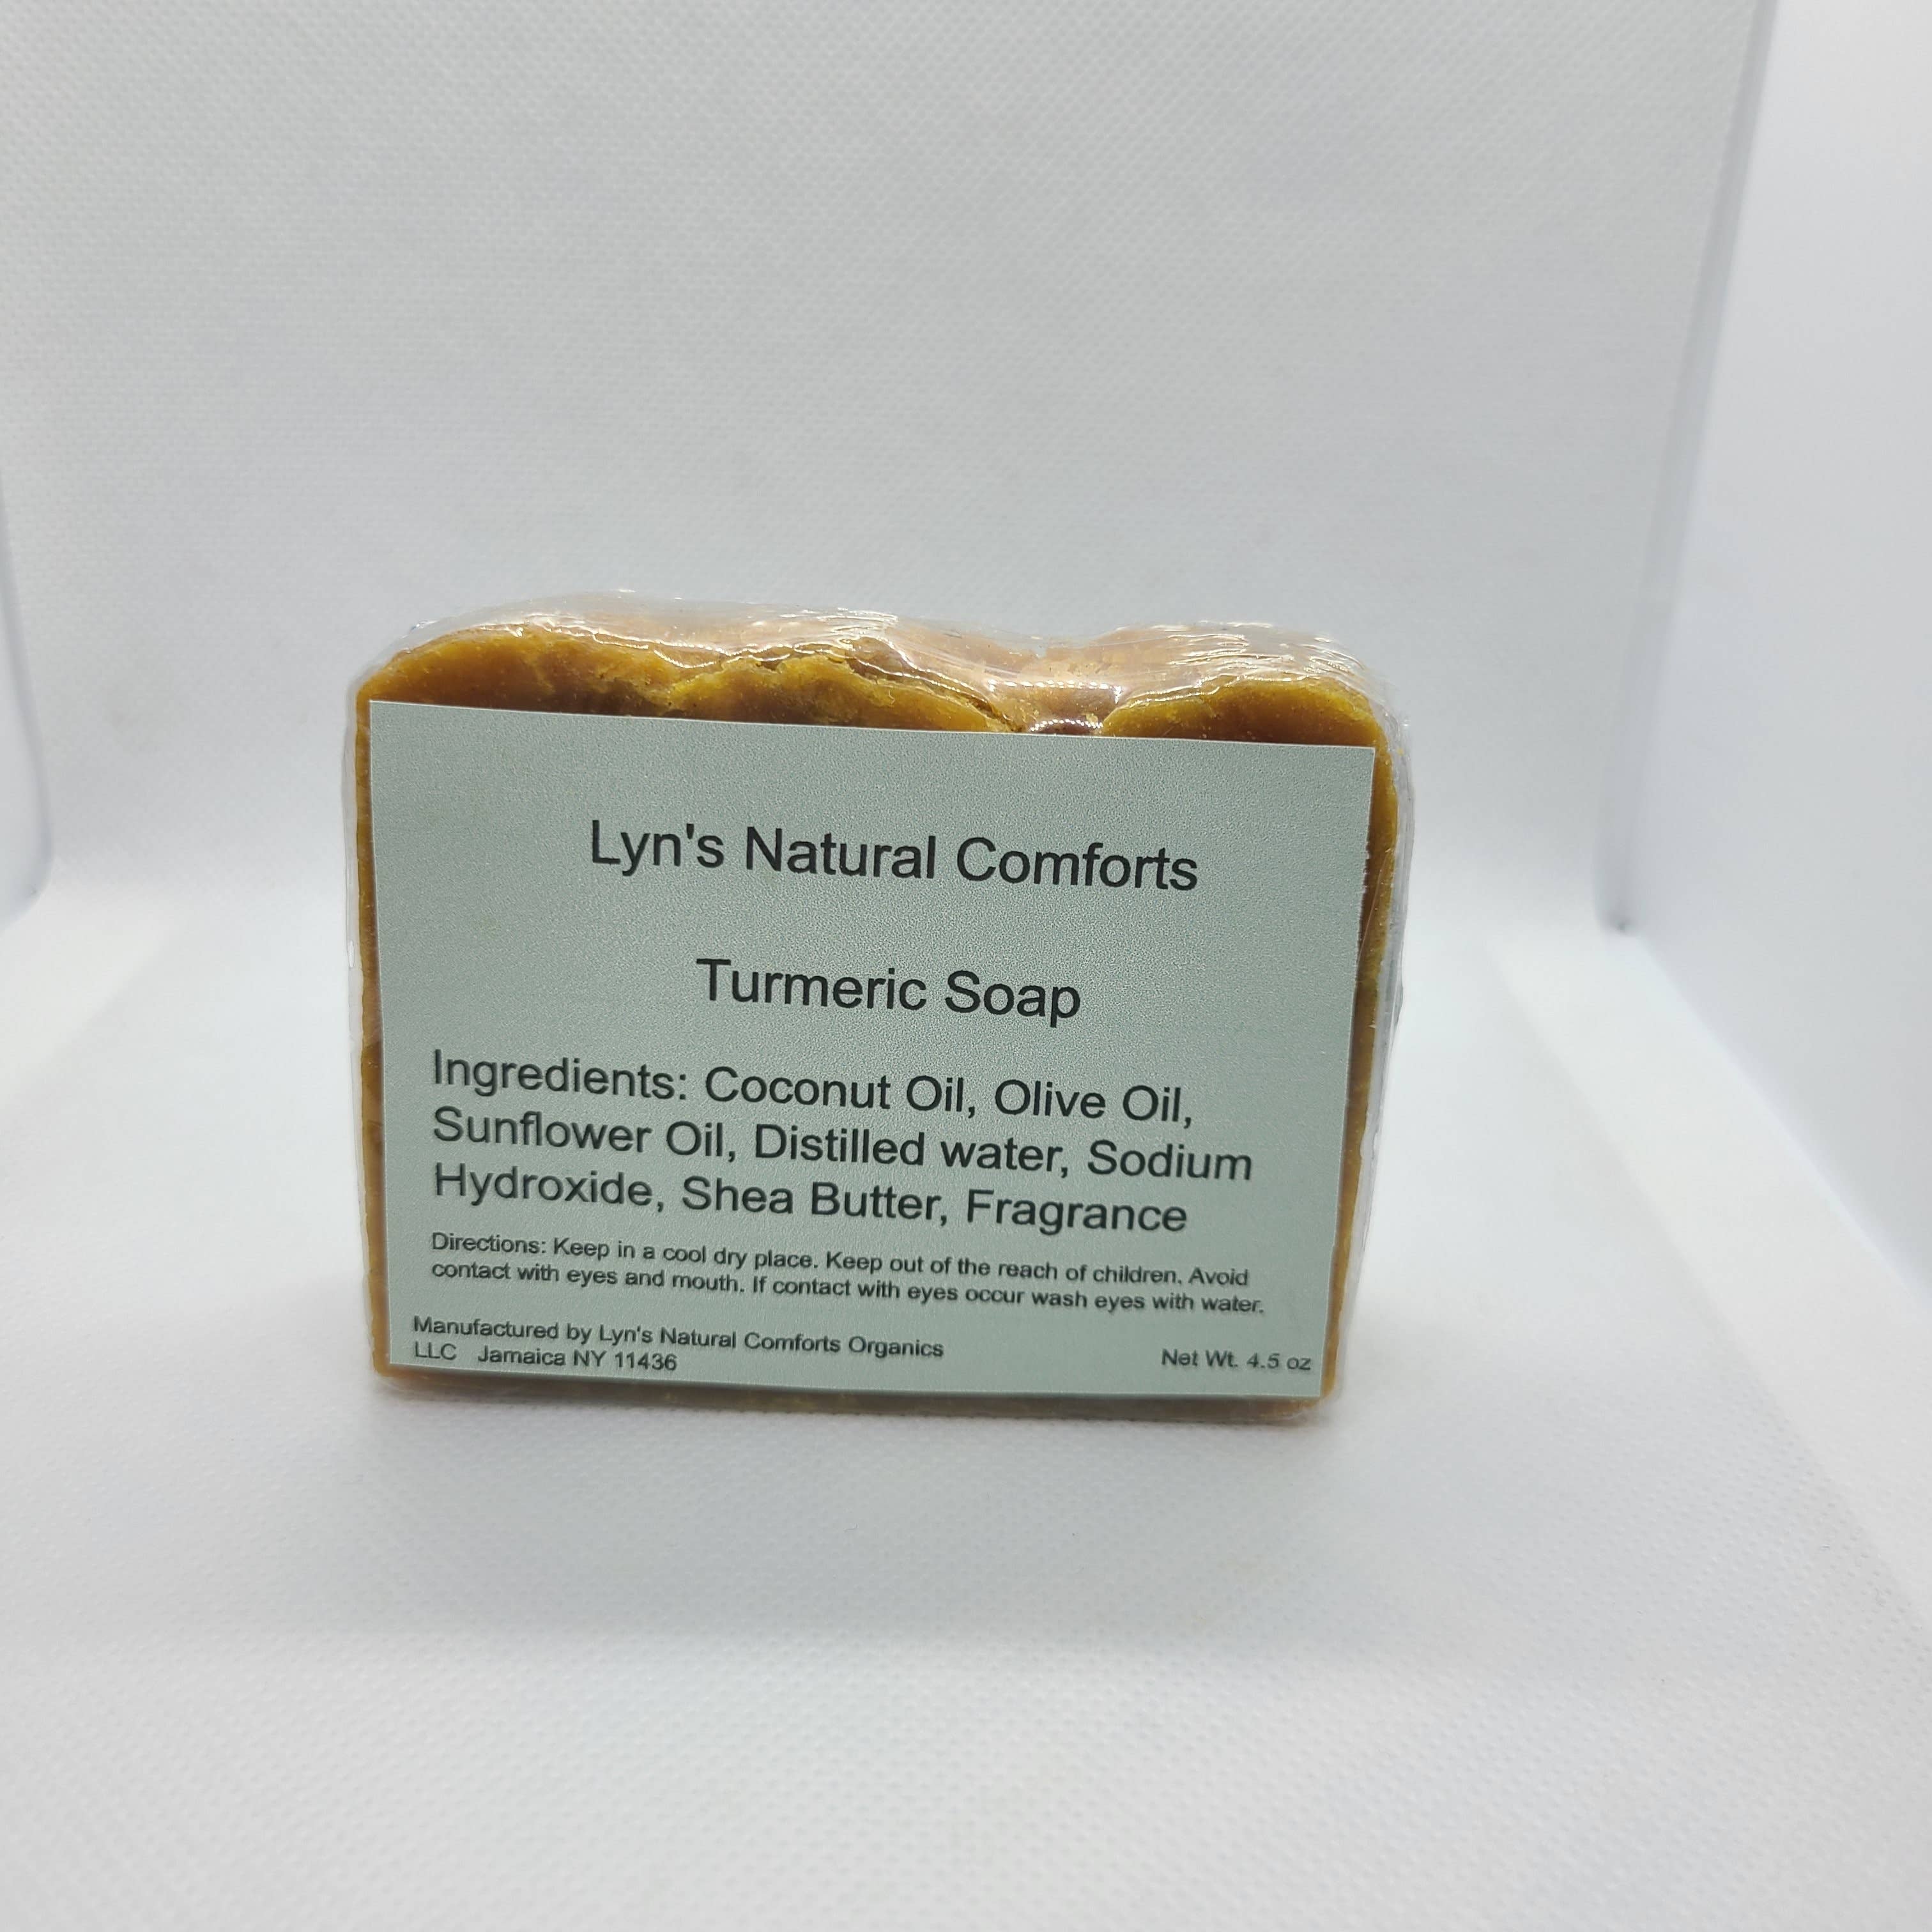 Lyn's Natural Comforts
Turmeric Soap
Ingredients: Coconut Oil, Olive Oil,
Sunflower Oil, Distilled water, Sodium
Hydroxide, Shea Butter, Fragrance
Directions: Keep in a cool dry place. Keep out of the reach of children. Avoid
contact with eyes and mouth. If contact with eyes occur wash eyes with water.
Manufactured by Lyn's Natural Comforts Organics
LLC Jamaica NY 11436
Net Wt. 4.5 oz